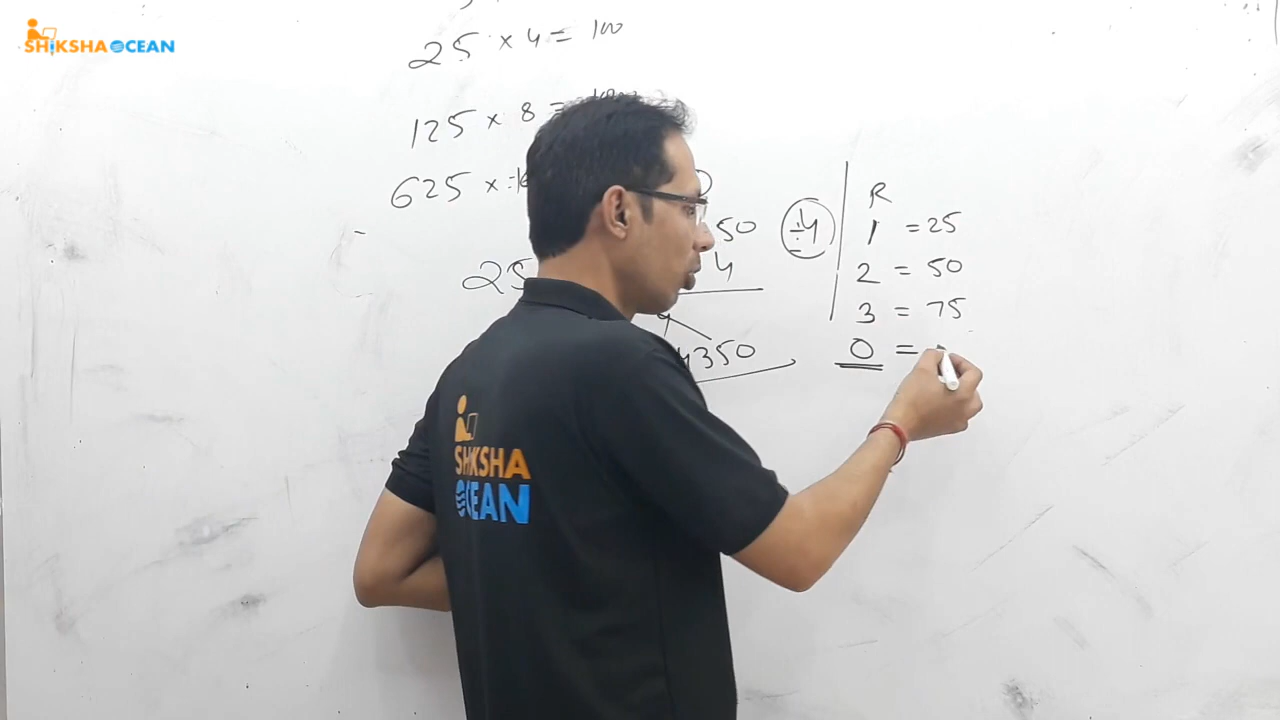 SHIKSHA OCEAN
25 × 4 = 100
125 × 8 =
625 ×
50 ÷4
25
4
4350
R
1 = 25
2 = 50
3 = 75
0 =
SHIKSHA
OCEAN